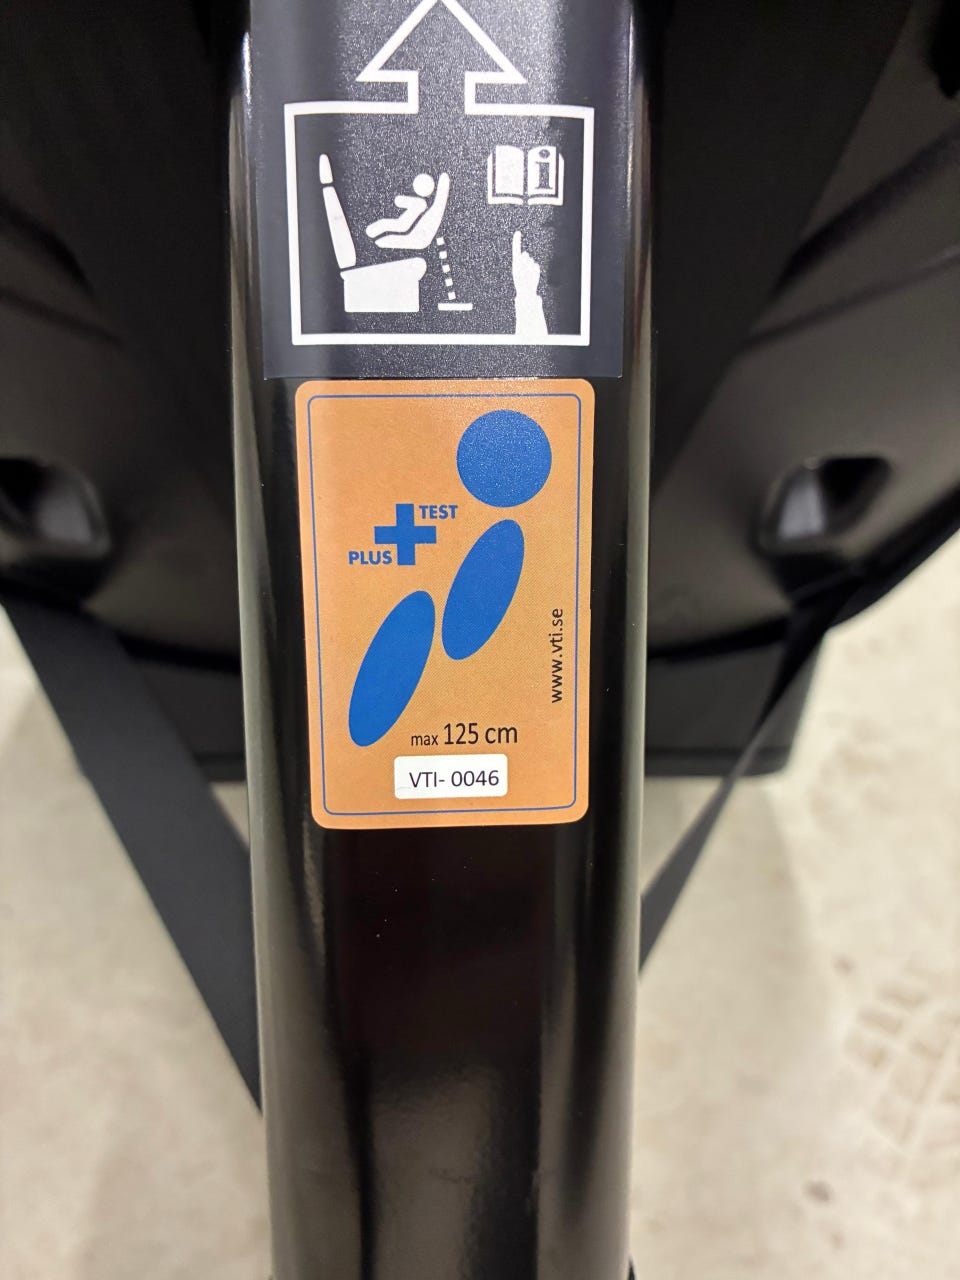 i
TEST
PLUS
www.vti.se
max 125 cm
VTI- 0046